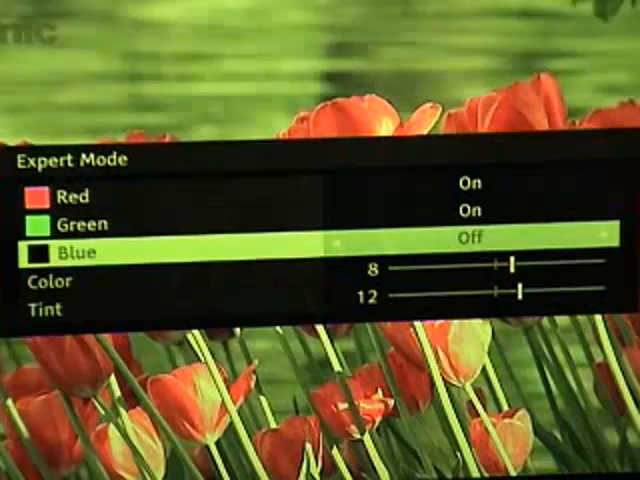 Expert Mode
Red On
Green On
Blue Off
Color 8
Tint 12